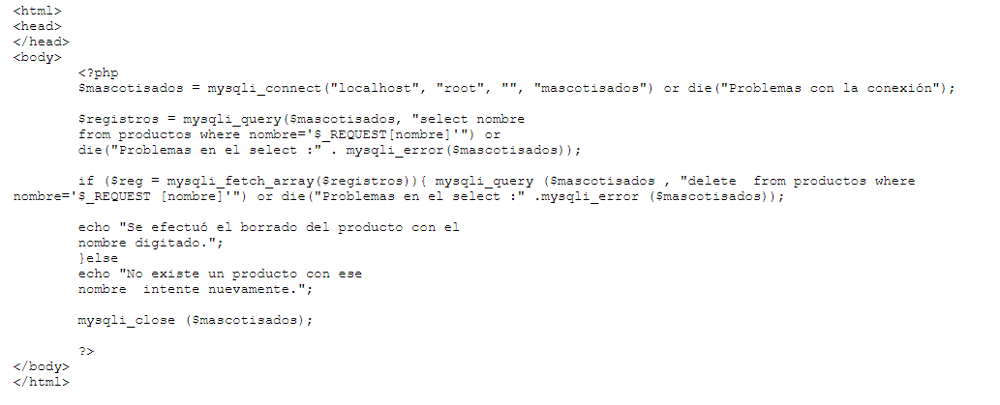 <html>
<head>
</head>
<body>
<?php
$mascotisados = mysqli_connect("localhost", "root", "", "mascotisados") or die("Problemas con la conexión");
$registros = mysqli_query($mascotisados, "select nombre
from productos where nombre='$_REQUEST[nombre]'") or
die("Problemas en el select :" . mysqli_error($mascotisados));
if ($reg = mysqli_fetch_array($registros)){ mysqli_query ($mascotisados , "delete  from productos where
nombre='$_REQUEST [nombre]'") or die("Problemas en el select :" .mysqli_error ($mascotisados));
echo "Se efectuó el borrado del producto con el
nombre digitado.";
}else
echo "No existe un producto con ese
nombre  intente nuevamente.";
mysqli_close ($mascotisados);
?>
</body>
</html>